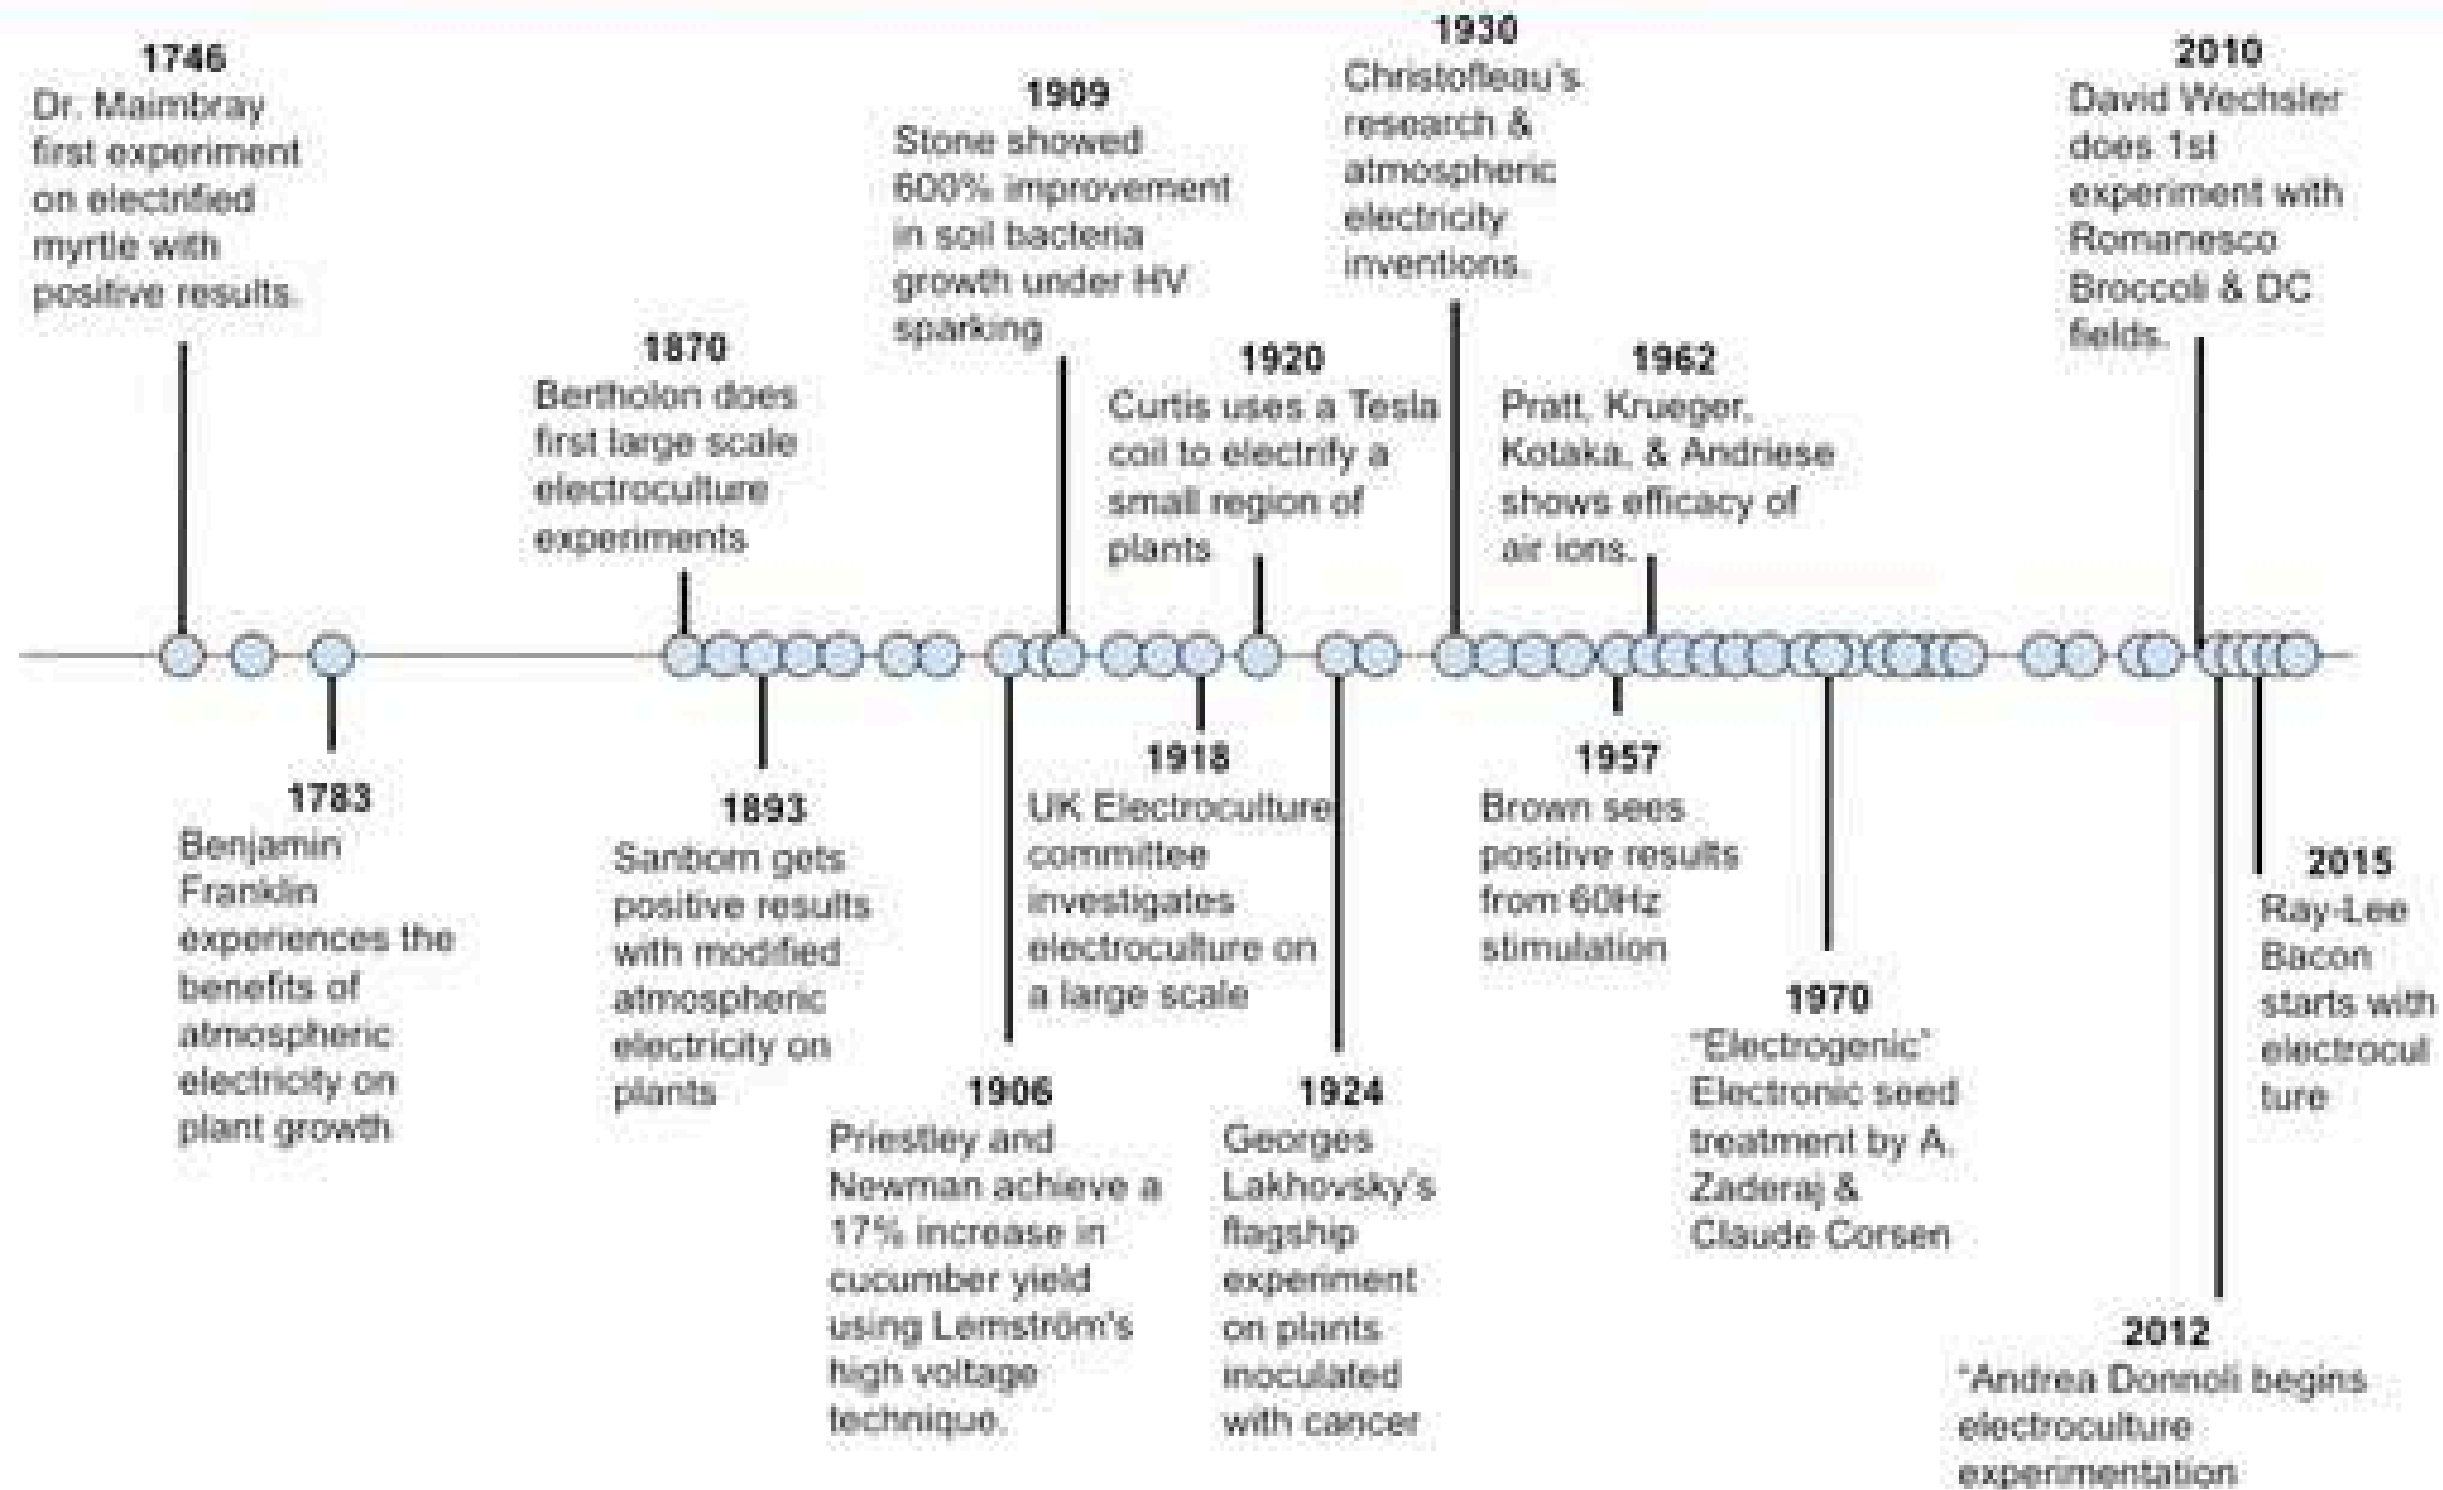 1746
Dr. Maimbray
first experiment
on electrified
myrtle with
positive results.
1783
Benjamin
Franklin
experiences the
benefits of
atmospheric
electricity on
plant growth
1870
Bertholon does
first large scale
electroculture
experiments
1893
Sanborn gets
positive results
with modified
atmospheric
electricity on
plants
1906
Priestley and
Newman achieve a
17% increase in
cucumber yield
using Lemström's
high voltage
technique.
1909
Stone showed
600% improvement
in soil bacteria
growth under HV
sparking
1918
UK Electroculture
committee
investigates
electroculture on
a large scale
1920
Curtis uses a Tesla
coil to electrify a
small region of
plants
1924
Georges
Lakhovsky's
flagship
experiment
on plants
inoculated
with cancer
1930
Christofleau's
research &
atmospheric
electricity
inventions.
1957
Brown sees
positive results
from 60Hz
stimulation
1962
Pratt, Krueger,
Kotaka, & Andriese
shows efficacy of
air ions.
1970
"Electrogenic"
Electronic seed
treatment by A.
Zaderaj &
Claude Corsen
2010
David Wechsler
does 1st
experiment with
Romanesco
Broccoli & DC
fields.
2012
"Andrea Donnoli begins
electroculture
experimentation
2015
Ray-Lee
Bacon
starts with
electrocul
ture